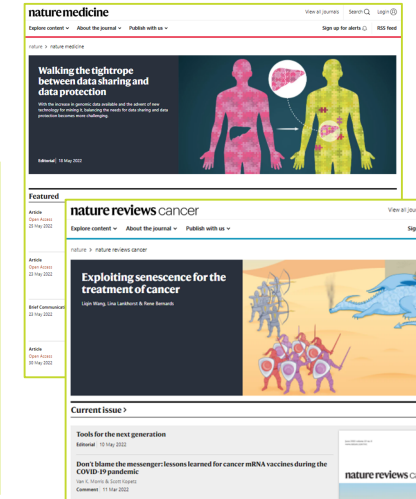 nature medicine
View all journals Search Login
Explore content About the journal Publish with us
Sign up for alerts RSS feed
nature > nature medicine
Walking the tightrope
between data sharing and
data protection
With the increase in genomic data available and the advent of new
technology for mining it, balancing the needs for data sharing and data
protection becomes more challenging.
Editorial | 18 May 2022
Featured
Article
Open Access
23 May 2022
Article
Open Access
23 May 2022
Brief Communicat
23 May 2022
Article
Open Access
20 May 2022
nature reviews cancer
View all jour
Explore content About the journal Publish with us
Sig
nature > nature reviews cancer
Exploiting senescence for the
treatment of cancer
Liqin Wang, Lina Lankhorst & Rene Bernards
Current issue >
Tools for the next generation
Editorial | 10 May 2022
Don't blame the messenger: lessons learned for cancer mRNA vaccines during the
COVID-19 pandemic
Van K. Morris & Scott Kopetz
Comment | 11 Mar 2022
nature reviews ca